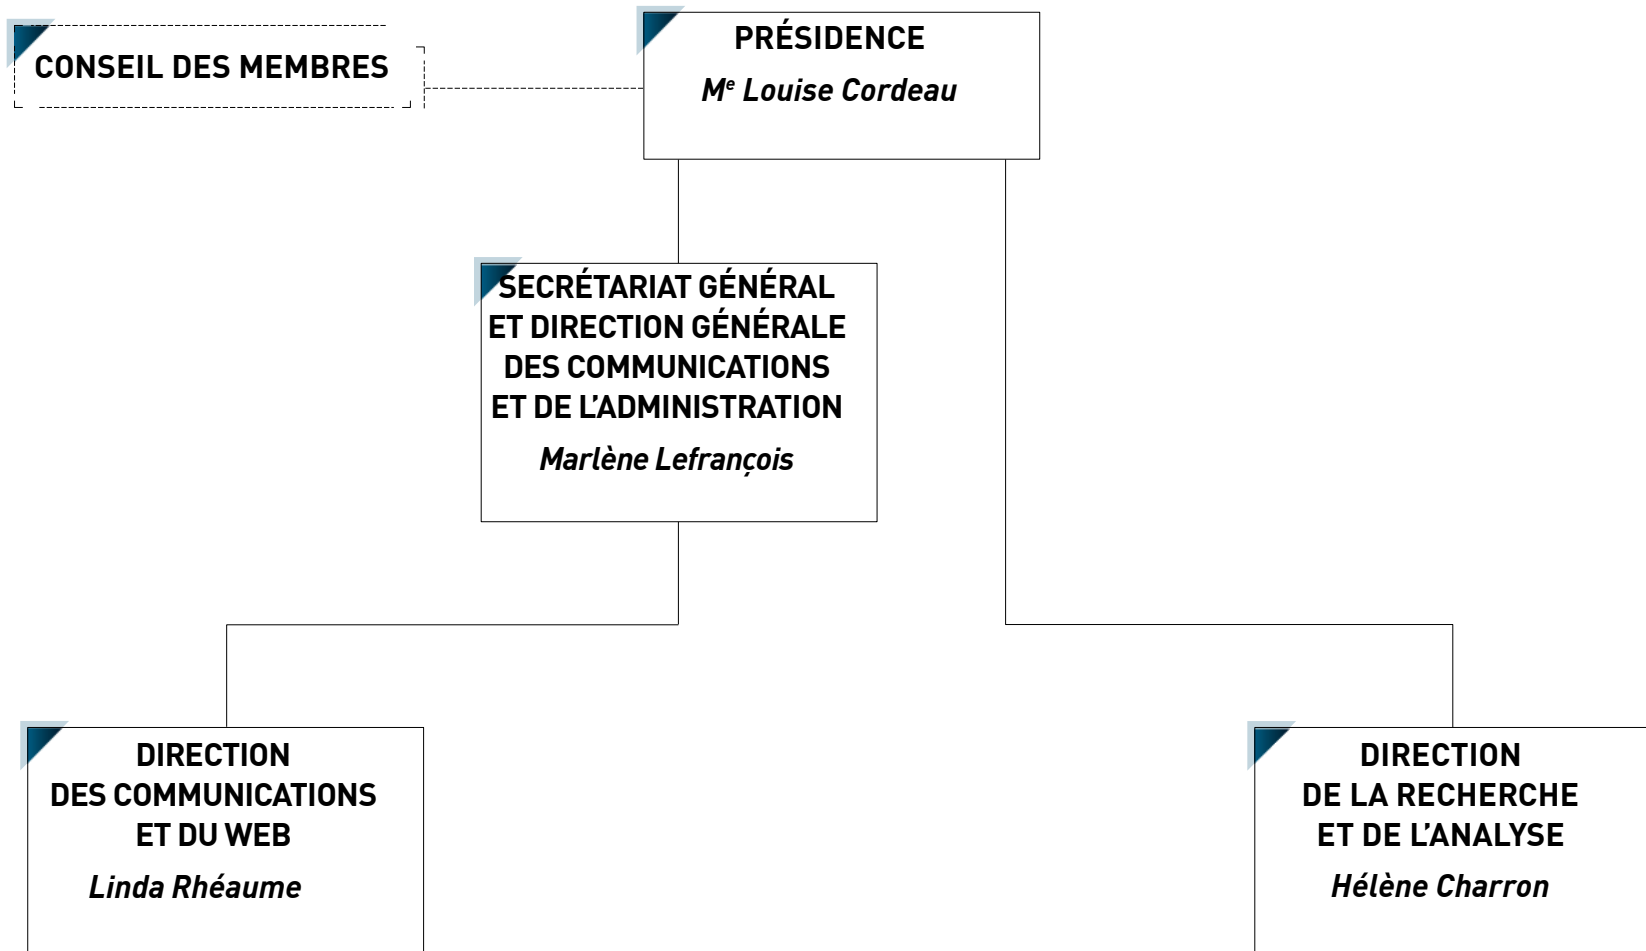 CONSEIL DES MEMBRES
PRÉSIDENCE
Mᵉ Louise Cordeau
SECRÉTARIAT GÉNÉRAL
ET DIRECTION GÉNÉRALE
DES COMMUNICATIONS
ET DE L’ADMINISTRATION
Marlène Lefrançois
DIRECTION
DES COMMUNICATIONS
ET DU WEB
Linda Rhéaume
DIRECTION
DE LA RECHERCHE
ET DE L’ANALYSE
Hélène Charron